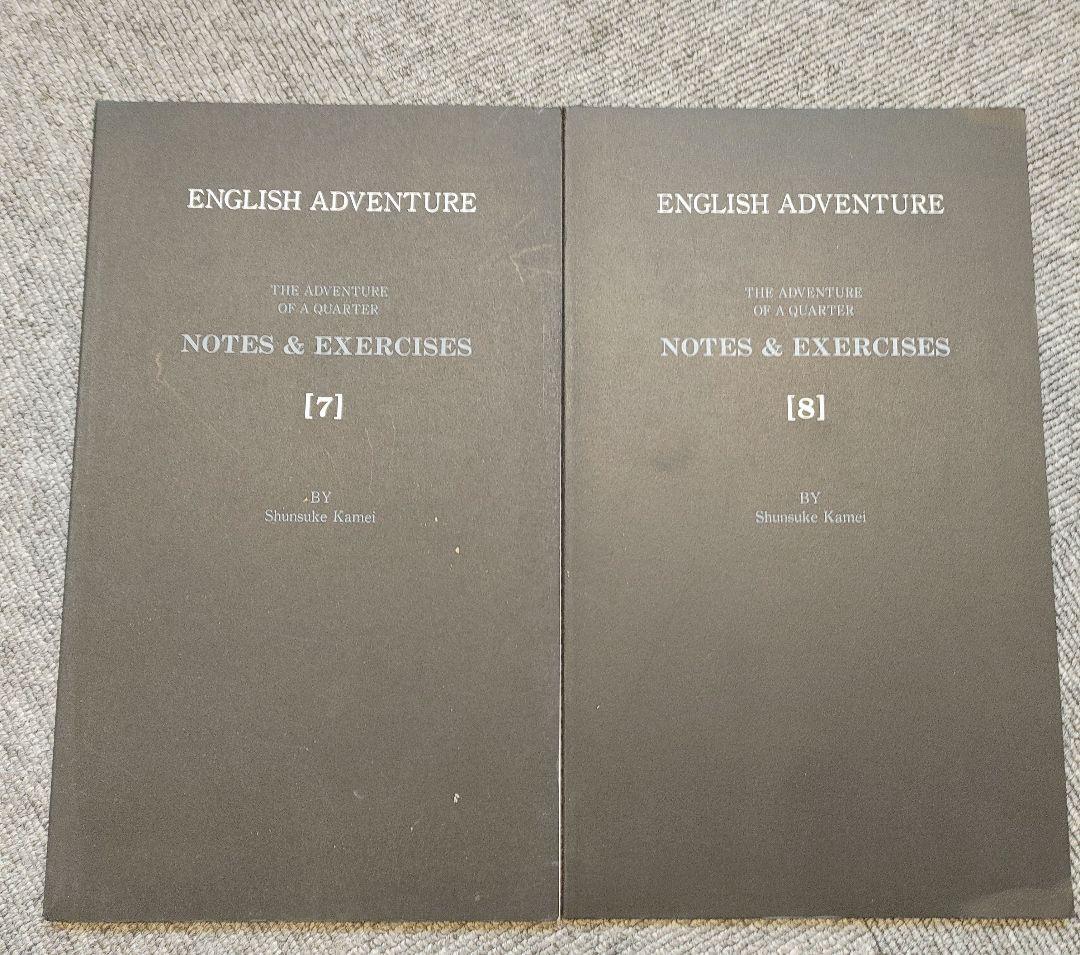 ENGLISH ADVENTURE
THE ADVENTURE
OF A QUARTER
NOTES & EXERCISES
[7]
BY
Shunsuke Kamei
ENGLISH ADVENTURE
THE ADVENTURE
OF A QUARTER
NOTES & EXERCISES
[8]
BY
Shunsuke Kamei